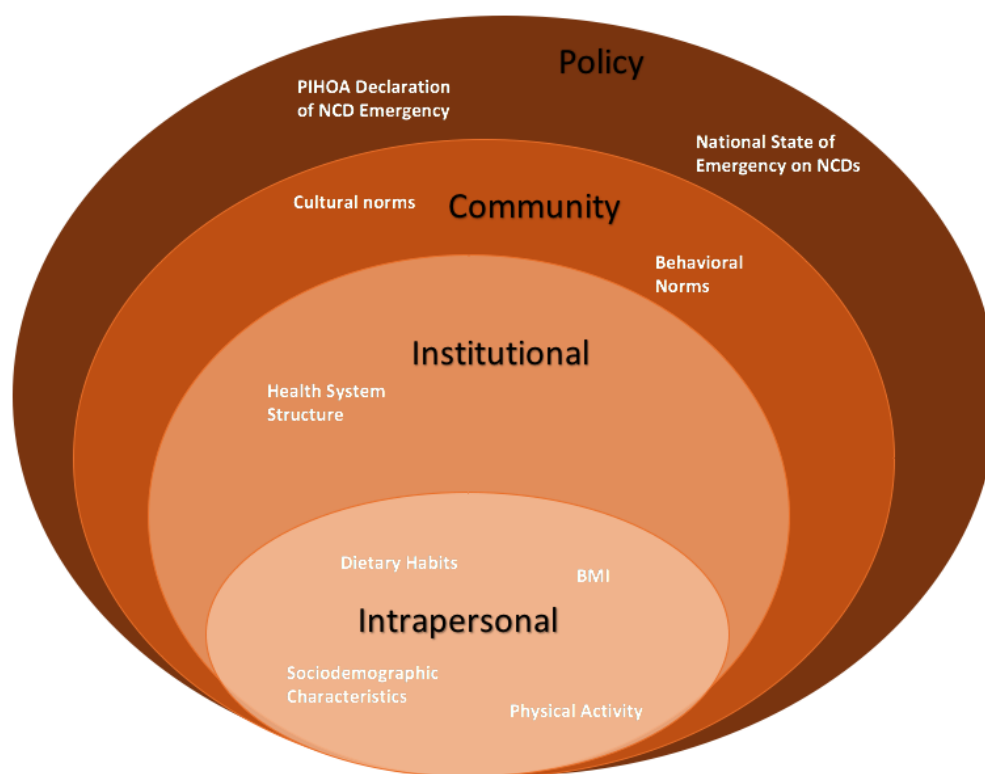 Policy
PIHOA Declaration
of NCD Emergency
National State of
Emergency on NCDs
Cultural norms
Community
Behavioral
Norms
Institutional
Health System
Structure
Dietary Habits
BMI
Intrapersonal
Sociodemographic
Characteristics
Physical Activity